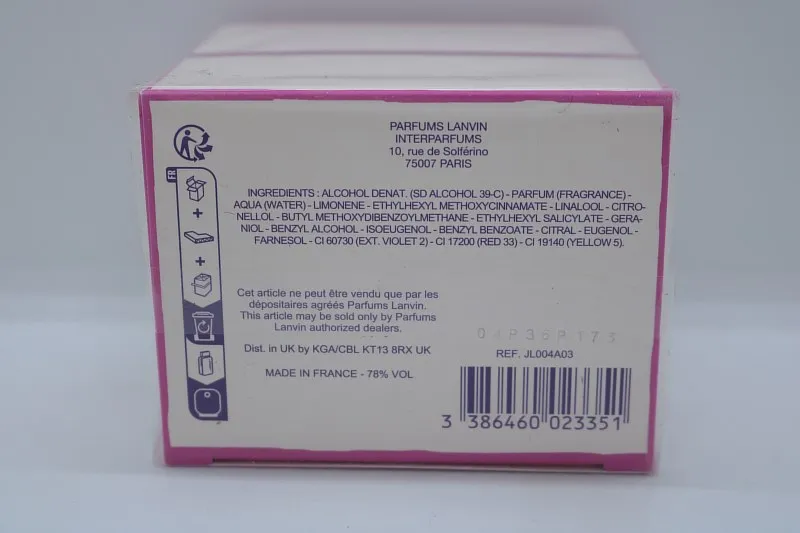 PARFUMS LANVIN
INTERPARFUMS
10, rue de Solférino
75007 PARIS
FR
INGREDIENTS : ALCOHOL DENAT. (SD ALCOHOL 39-C) - PARFUM (FRAGRANCE) -
AQUA (WATER) - LIMONENE - ETHYLHEXYL METHOXYCINNAMATE - LINALOOL - CITRO-
NELLOL - BUTYL METHOXYDIBENZOYLMETHANE - ETHYLHEXYL SALICYLATE - GERA-
NIOL - BENZYL ALCOHOL - ISOEUGENOL - BENZYL BENZOATE - CITRAL - EUGENOL -
FARNESOL - CI 60730 (EXT. VIOLET 2) - CI 17200 (RED 33) - CI 19140 (YELLOW 5).
+
+
Cet article ne peut être vendu que par les
dépositaires agréés Parfums Lanvin.
This article may be sold only by Parfums
Lanvin authorized dealers.
Dist. in UK by KGA/CBL KT13 8RX UK
MADE IN FRANCE - 78% VOL
REF. JL004A03
3 386460 023351